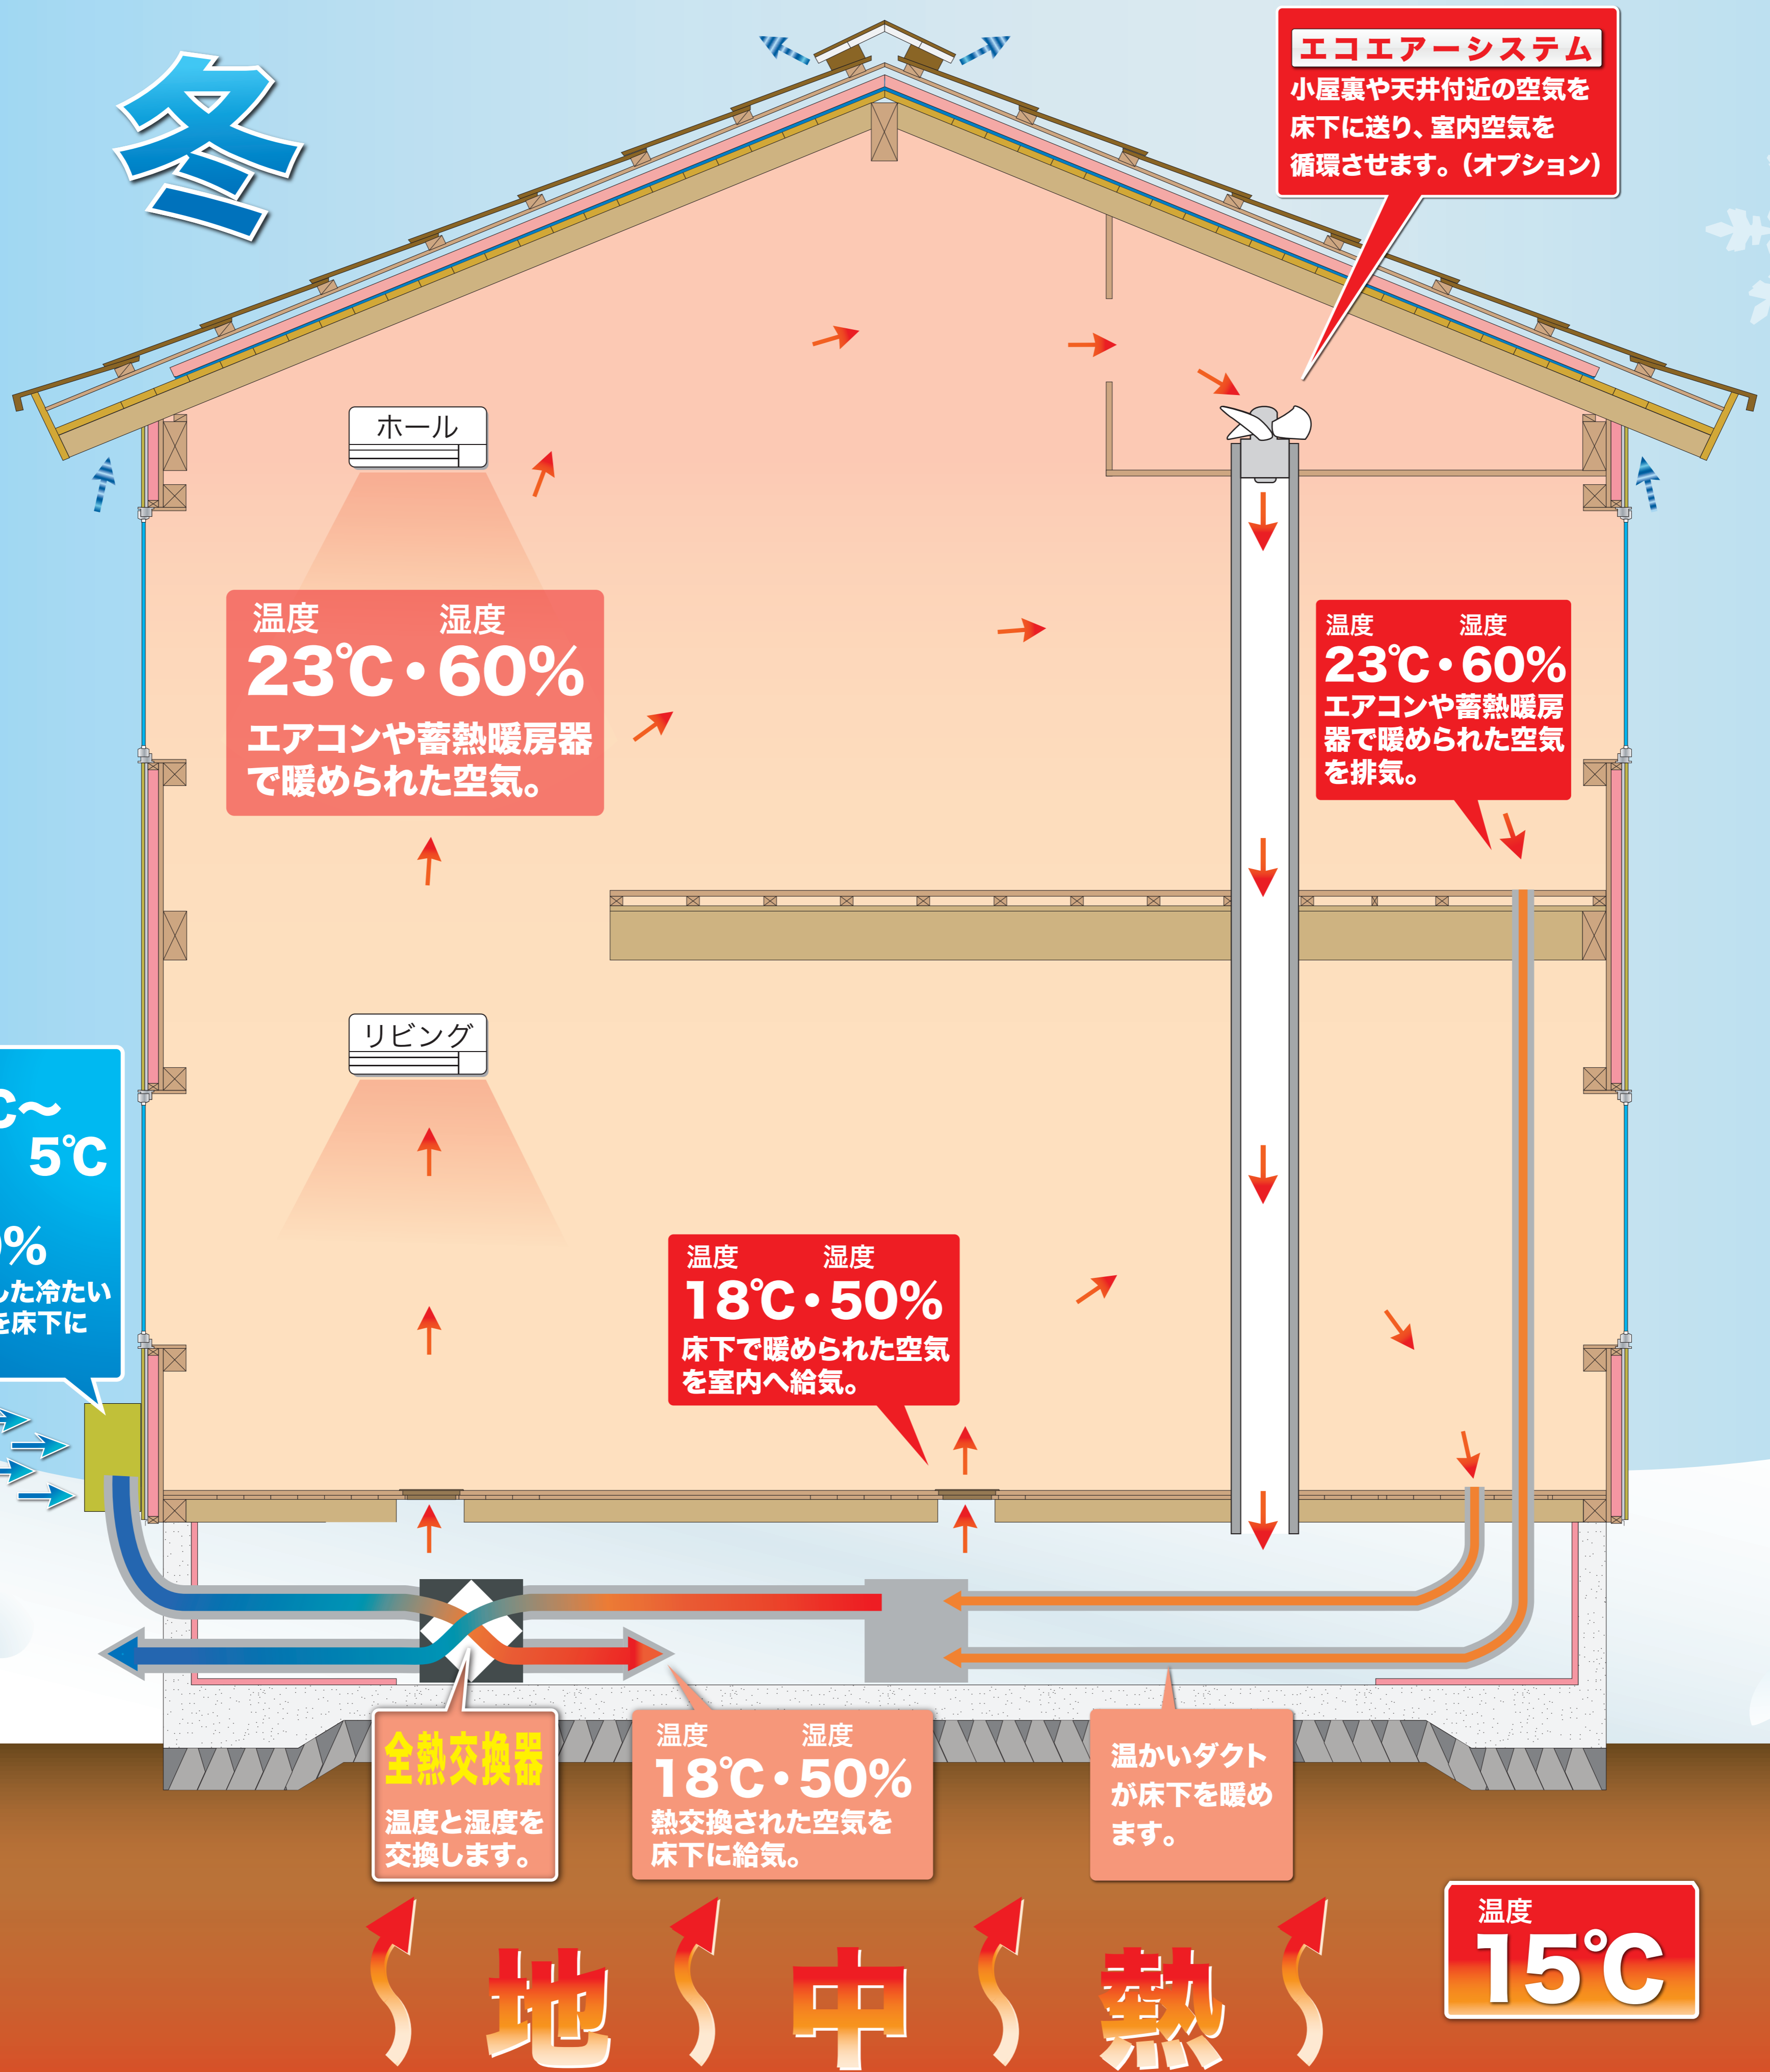 冬
エコエアーシステム
小屋裏や天井付近の空気を
床下に送り、室内空気を
循環させます。(オプション)
ホール
温度 湿度
23℃・60%
エアコンや蓄熱暖房器
で暖められた空気。
温度 湿度
23℃・60%
エアコンや蓄熱暖房
器で暖められた空気
を排気。
リビング
℃〜
5℃
%
した冷たい
を床下に
温度 湿度
18℃・50%
床下で暖められた空気
を室内へ給気。
全熱交換器
温度と湿度を
交換します。
温度 湿度
18℃・50%
熱交換された空気を
床下に給気。
温かいダクト
が床下を暖め
ます。
地中熱
温度
15℃